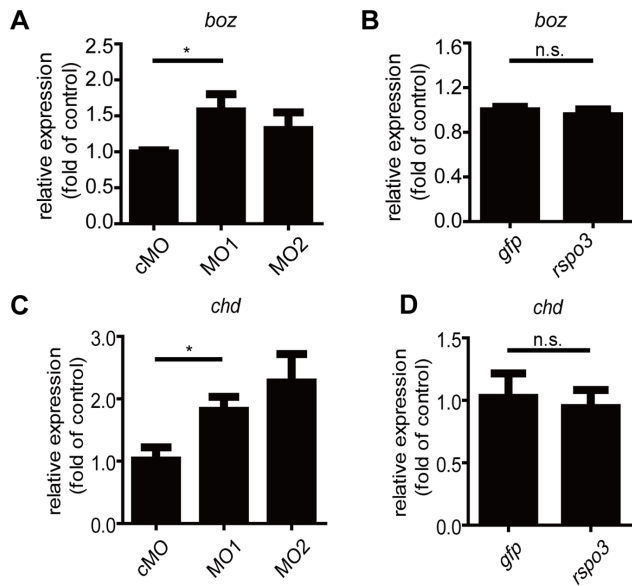 A
boz
relative expression
(fold of control)
2.5
2.0
1.5
1.0
0.5
0.0
*
cMO
MO1
MO2
B
boz
relative expression
(fold of control)
1.6
1.2
0.8
0.4
0.0
n.s.
gfp
rspo3
C
chd
relative expression
(fold of control)
3.0
2.0
1.0
0.0
*
cMO
MO1
MO2
D
chd
relative expression
(fold of control)
1.5
1.0
0.5
0.0
n.s.
gfp
rspo3